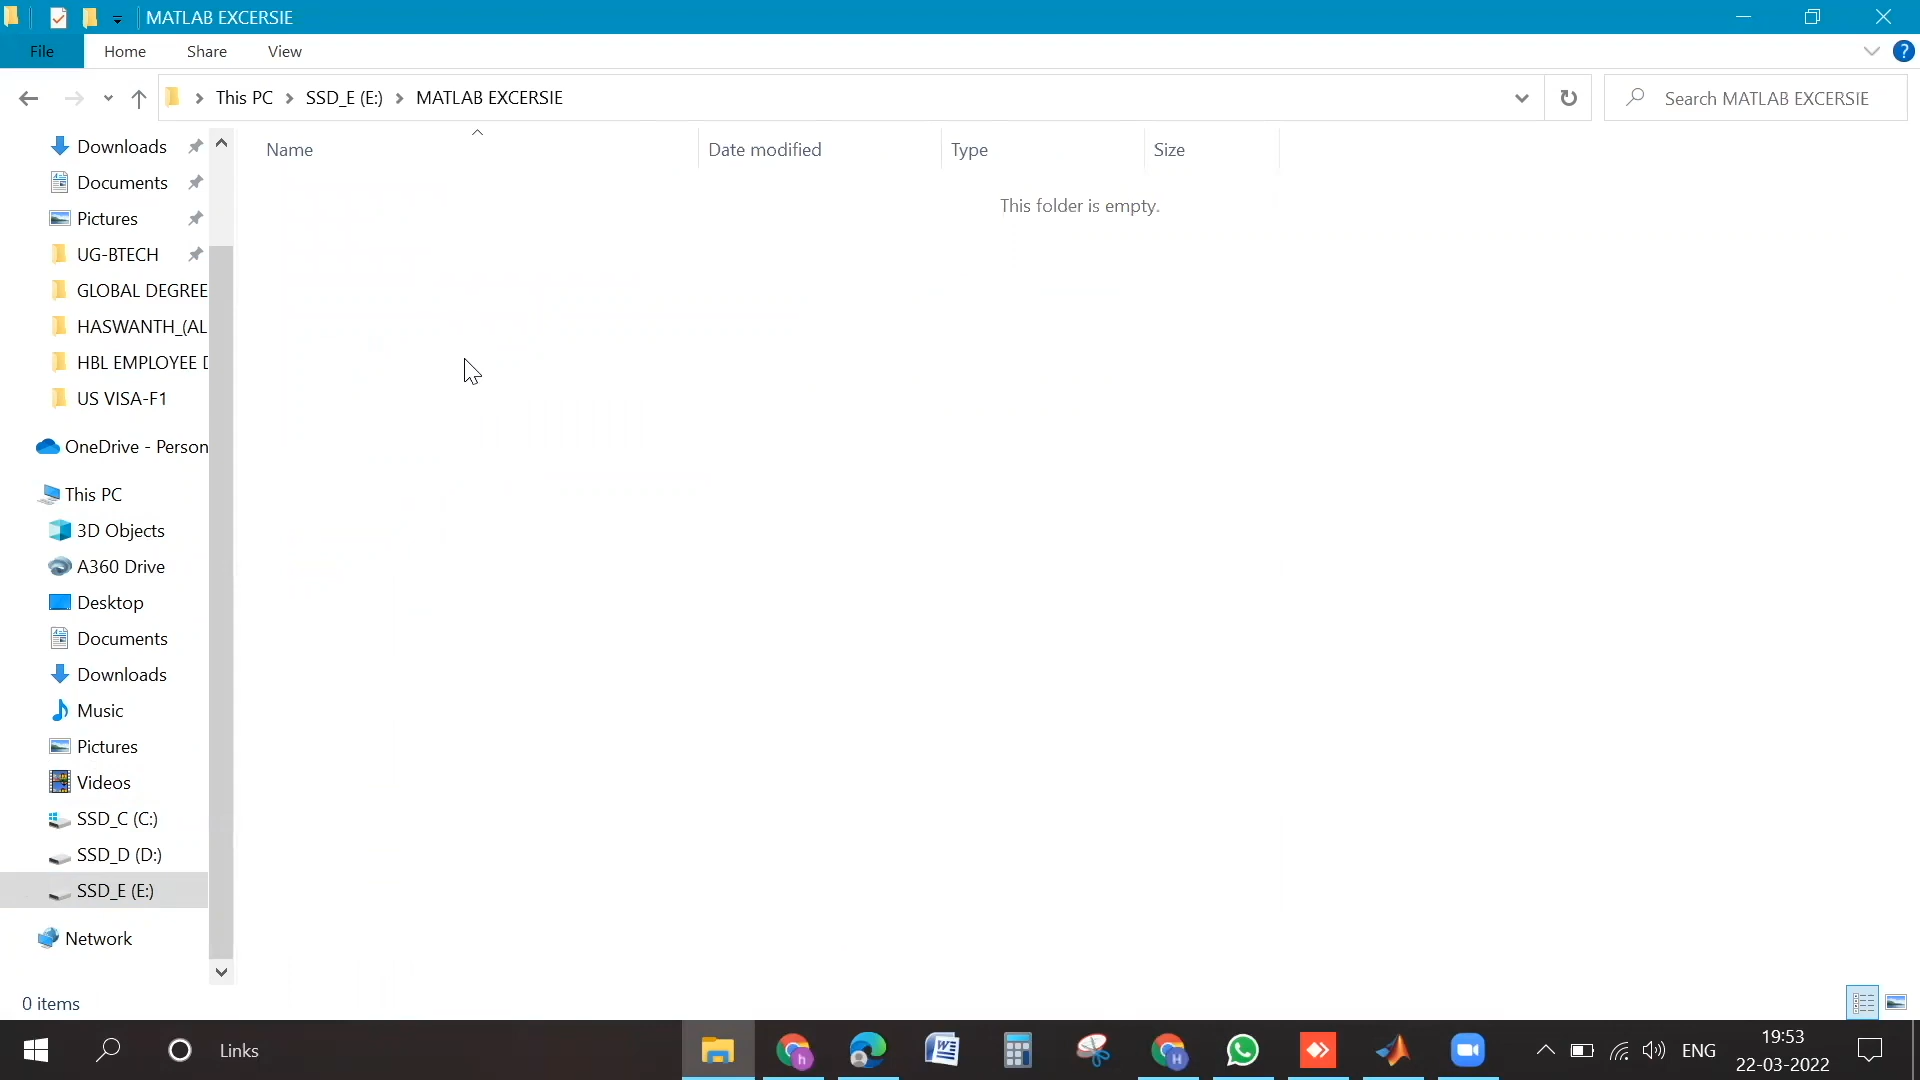 MATLAB EXCERSIE
File Home Share View
This PC SSD_E (E:) MATLAB EXCERSIE
Search MATLAB EXCERSIE
Name Date modified Type Size
This folder is empty.
Downloads
Documents
Pictures
UG-BTECH
GLOBAL DEGREE
HASWANTH_(AL
HBL EMPLOYEE D
US VISA-F1
OneDrive - Person
This PC
3D Objects
A360 Drive
Desktop
Documents
Downloads
Music
Pictures
Videos
SSD_C (C:)
SSD_D (D:)
SSD_E (E:)
Network
0 items
Links
ENG
19:53
22-03-2022